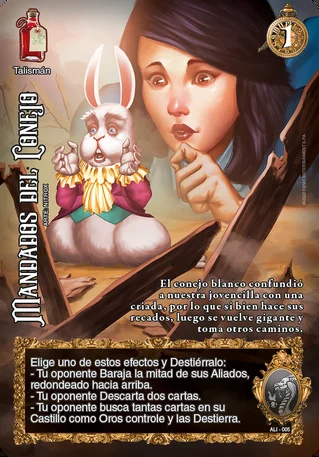 Talismán
1
MANDADOS DEL CONEJO
ARTE: NITHOX
El conejo blanco confundió
a nuestra jovencilla con una
criada, por lo que si bien hace sus
recados, luego se vuelve gigante y
toma otros caminos.
Elige uno de estos efectos y Destiérralo:
- Tu oponente Baraja la mitad de sus Aliados,
redondeado hacia arriba.
- Tu oponente Descarta dos cartas.
- Tu oponente busca tantas cartas en su
Castillo como Oros controle y las Destierra.
ALI - 005